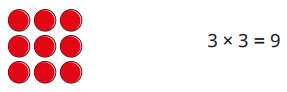 3 × 3 = 9